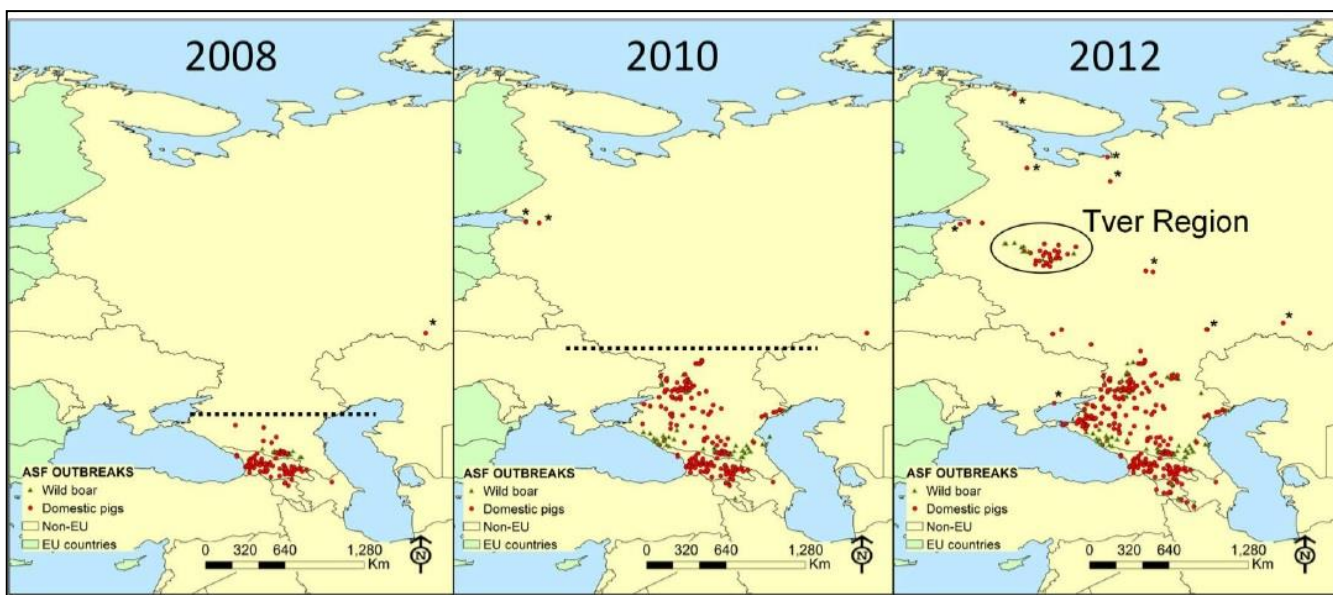 2008
ASF OUTBREAKS
Wild boar
Domestic pigs
Non-EU
EU countries
0 320 640 1,280
Km
N
2010
ASF OUTBREAKS
Wild boar
Domestic pigs
Non-EU
EU countries
0 320 640 1,280
Km
N
2012
Tver Region
ASF OUTBREAKS
Wild boar
Domestic pigs
Non-EU
EU countries
0 320 640 1,280
Km
N